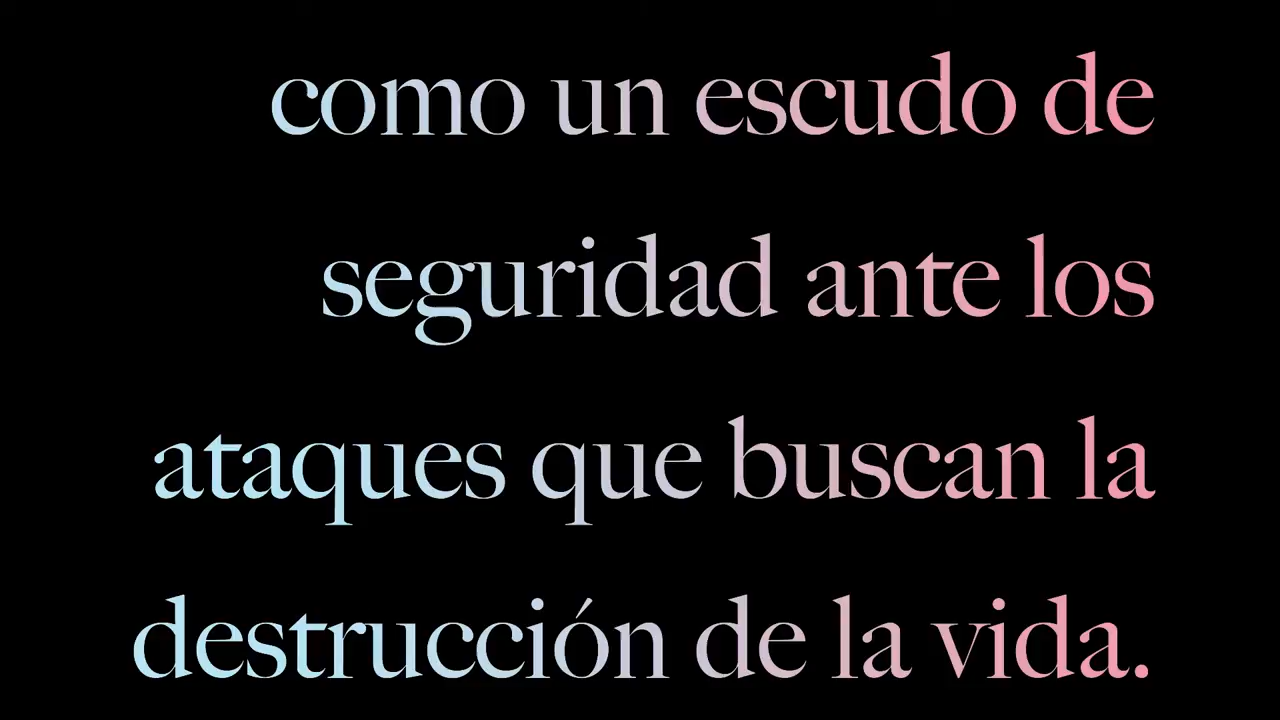 como un escudo de
seguridad ante los
ataques que buscan la
destrucción de la vida.